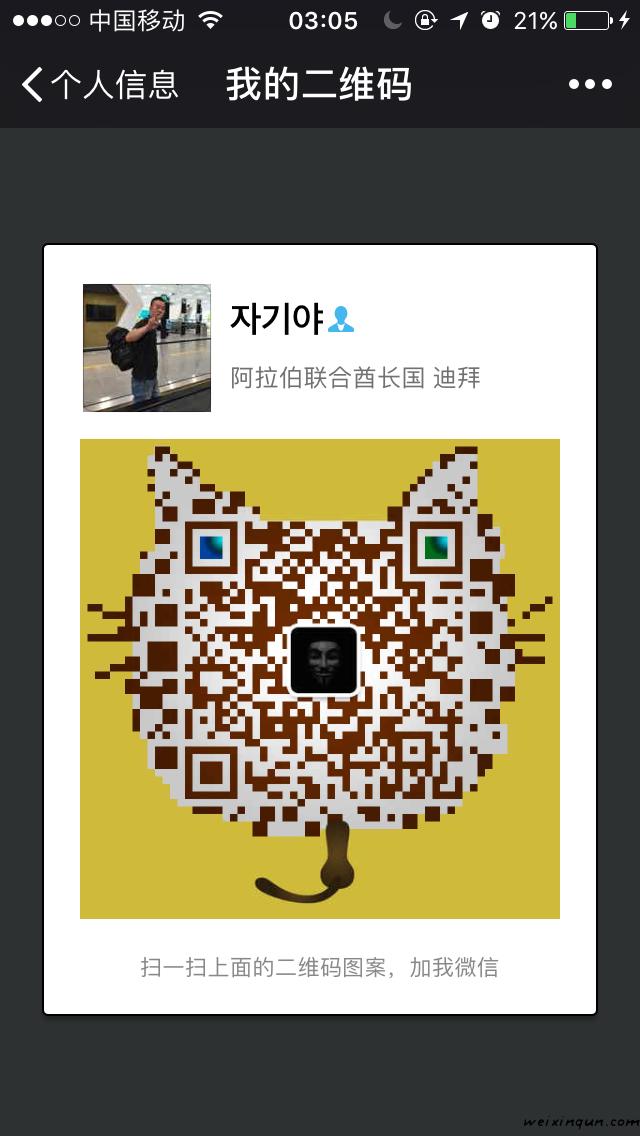 中国移动 03:05 21%
个人信息 我的二维码
자기야
阿拉伯联合酋长国 迪拜
扫一扫上面的二维码图案，加我微信
weixinqun.com